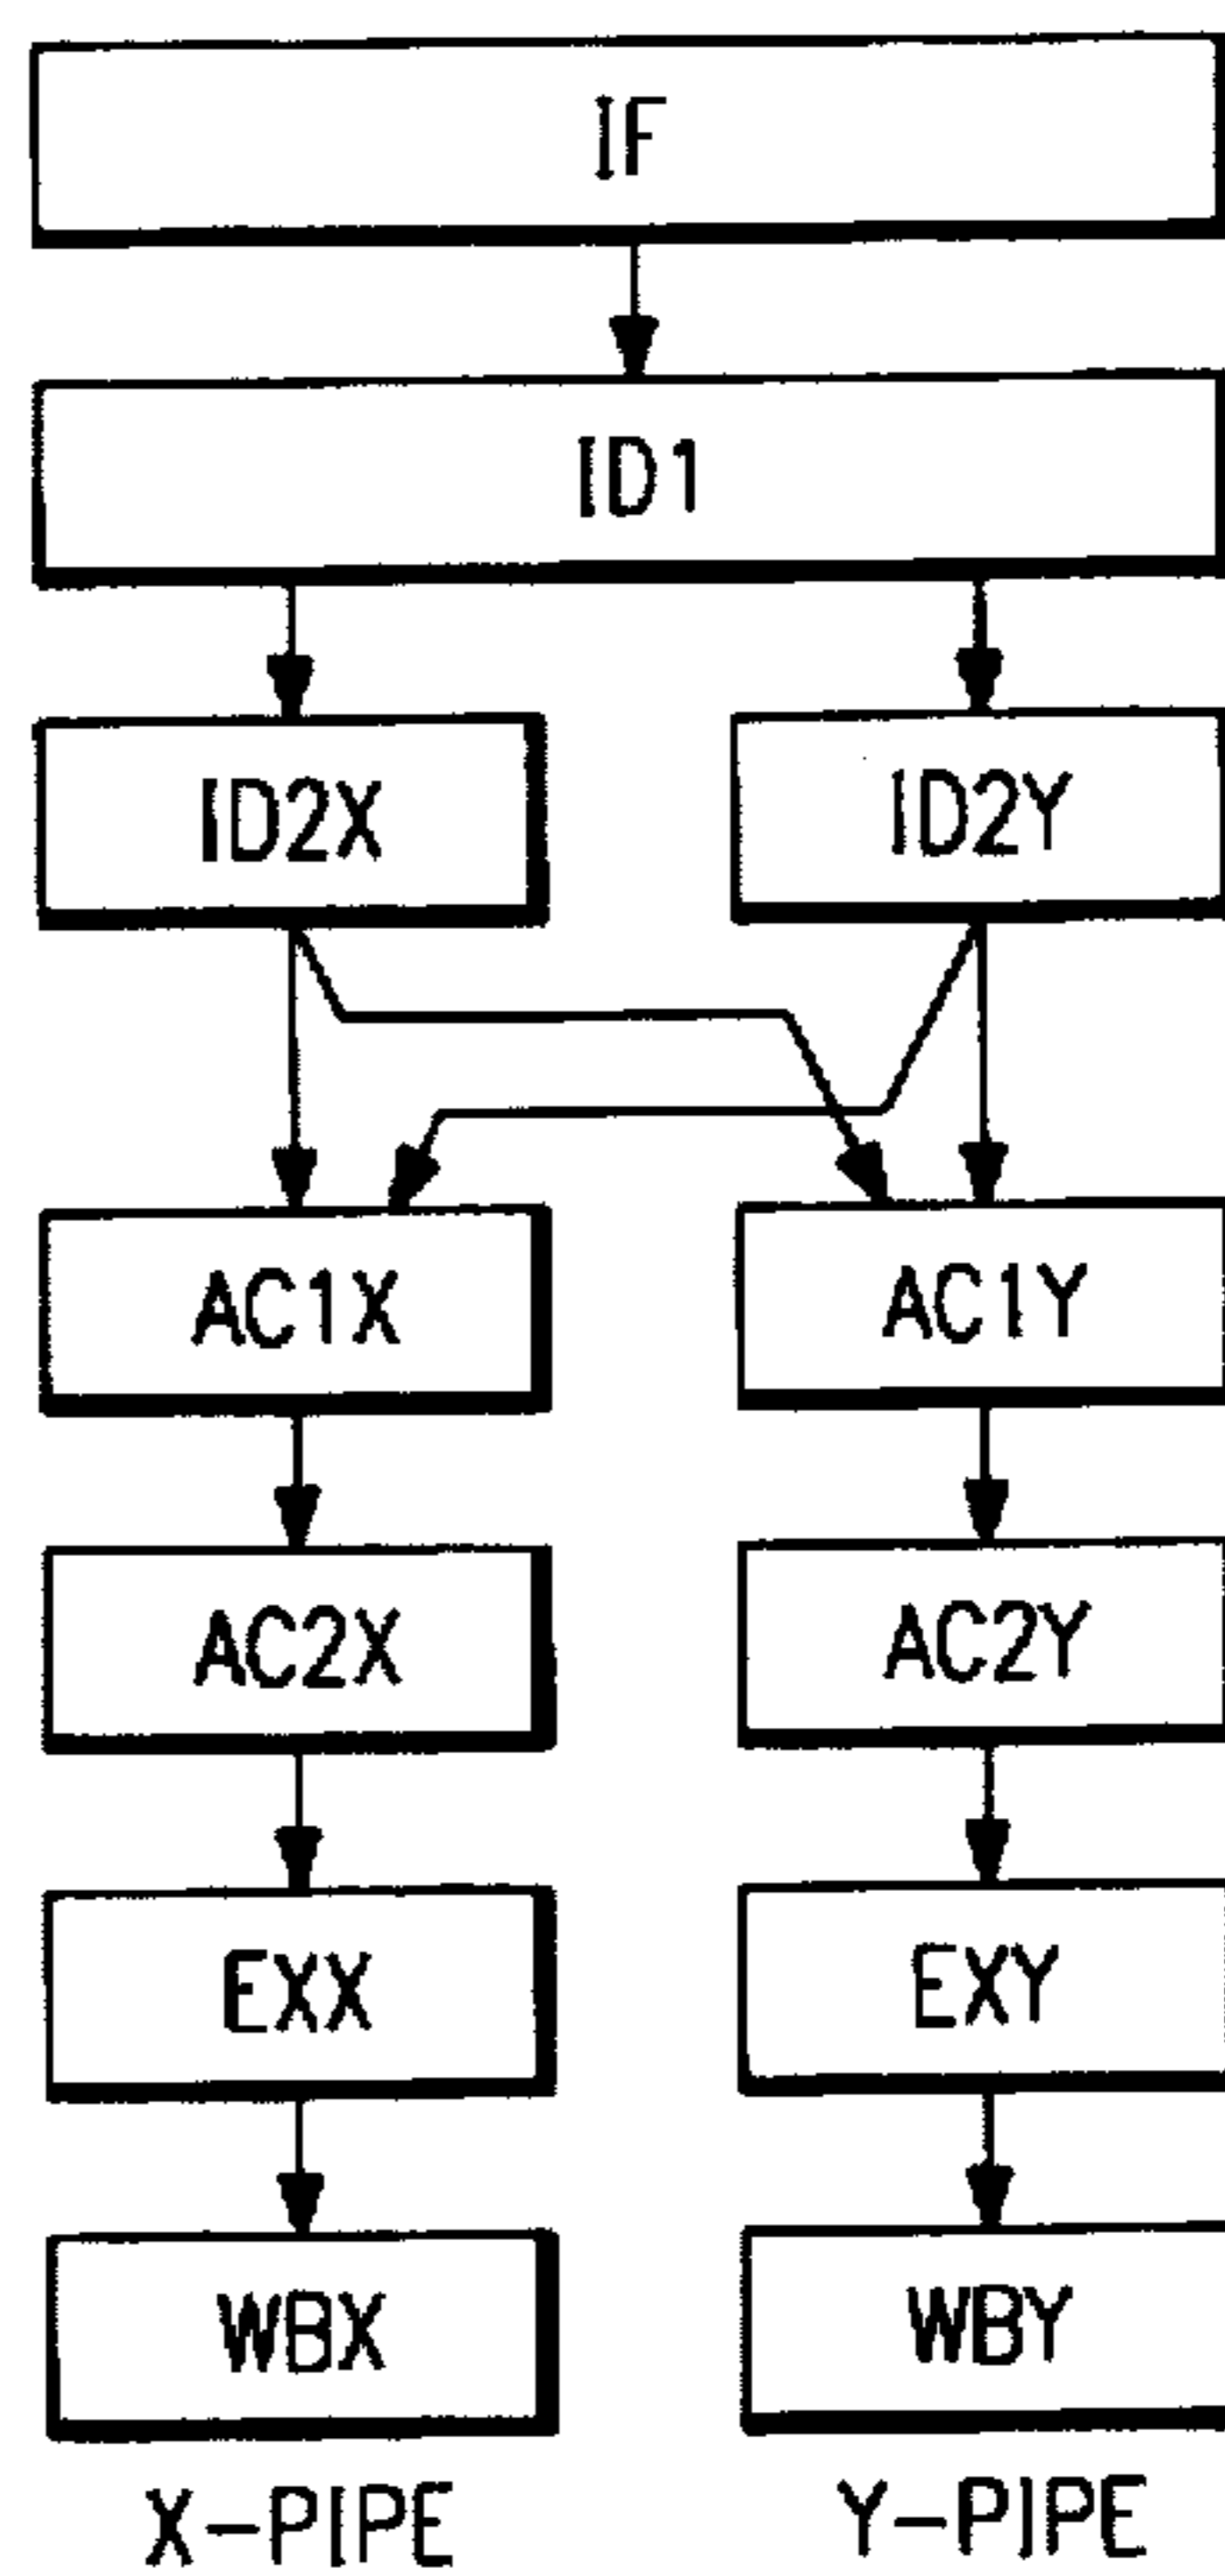 IF
ID1
ID2X ID2Y
AC1X AC1Y
AC2X AC2Y
EXX EXY
WBX WBY
X-PIPE Y-PIPE